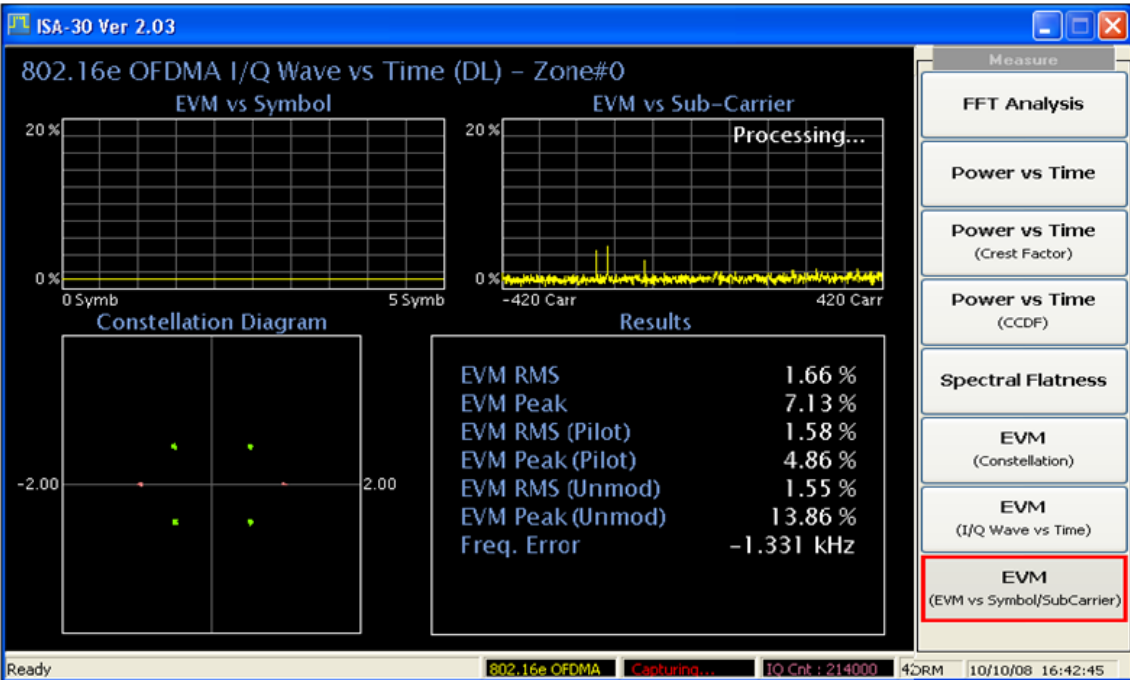 ISA-30 Ver 2.03
802.16e OFDMA I/Q Wave vs Time (DL) – Zone#0
EVM vs Symbol
20 %
0 %
0 Symb
5 Symb
EVM vs Sub-Carrier
20 %
Processing...
0 %
-420 Carr
420 Carr
Constellation Diagram
-2.00
2.00
Results
EVM RMS 1.66 %
EVM Peak 7.13 %
EVM RMS (Pilot) 1.58 %
EVM Peak (Pilot) 4.86 %
EVM RMS (Unmod) 1.55 %
EVM Peak (Unmod) 13.86 %
Freq. Error -1.331 kHz
Measure
FFT Analysis
Power vs Time
Power vs Time
(Crest Factor)
Power vs Time
(CCDF)
Spectral Flatness
EVM
(Constellation)
EVM
(I/Q Wave vs Time)
EVM
(EVM vs Symbol/SubCarrier)
Ready
802.16e OFDMA
Capturing...
IQ Cnt : 214000
10/10/08 16:42:45